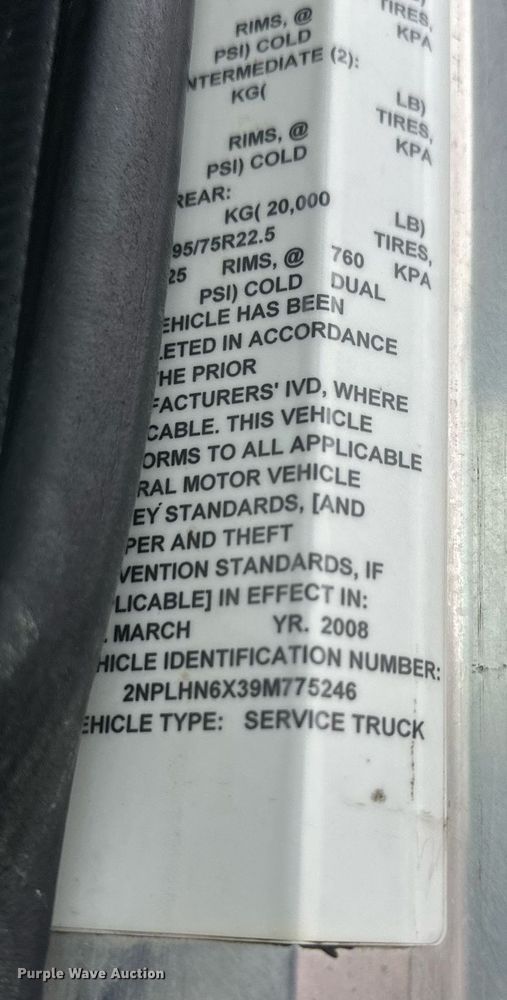 LB)
RIMS, @ TIRES,
PSI) COLD KPA
NTERMEDIATE (2):
KG( LB)
RIMS, @ TIRES,
PSI) COLD KPA
REAR:
KG( 20,000 LB)
95/75R22.5 TIRES,
25 RIMS, @ 760 KPA
PSI) COLD DUAL
EHICLE HAS BEEN
LETED IN ACCORDANCE
THE PRIOR
FACTURERS' IVD, WHERE
CABLE. THIS VEHICLE
ORMS TO ALL APPLICABLE
RAL MOTOR VEHICLE
EY STANDARDS, [AND
PER AND THEFT
VENTION STANDARDS, IF
LICABLE] IN EFFECT IN:
. MARCH YR. 2008
HICLE IDENTIFICATION NUMBER:
2NPLHN6X39M775246
EHICLE TYPE: SERVICE TRUCK
Purple Wave Auction